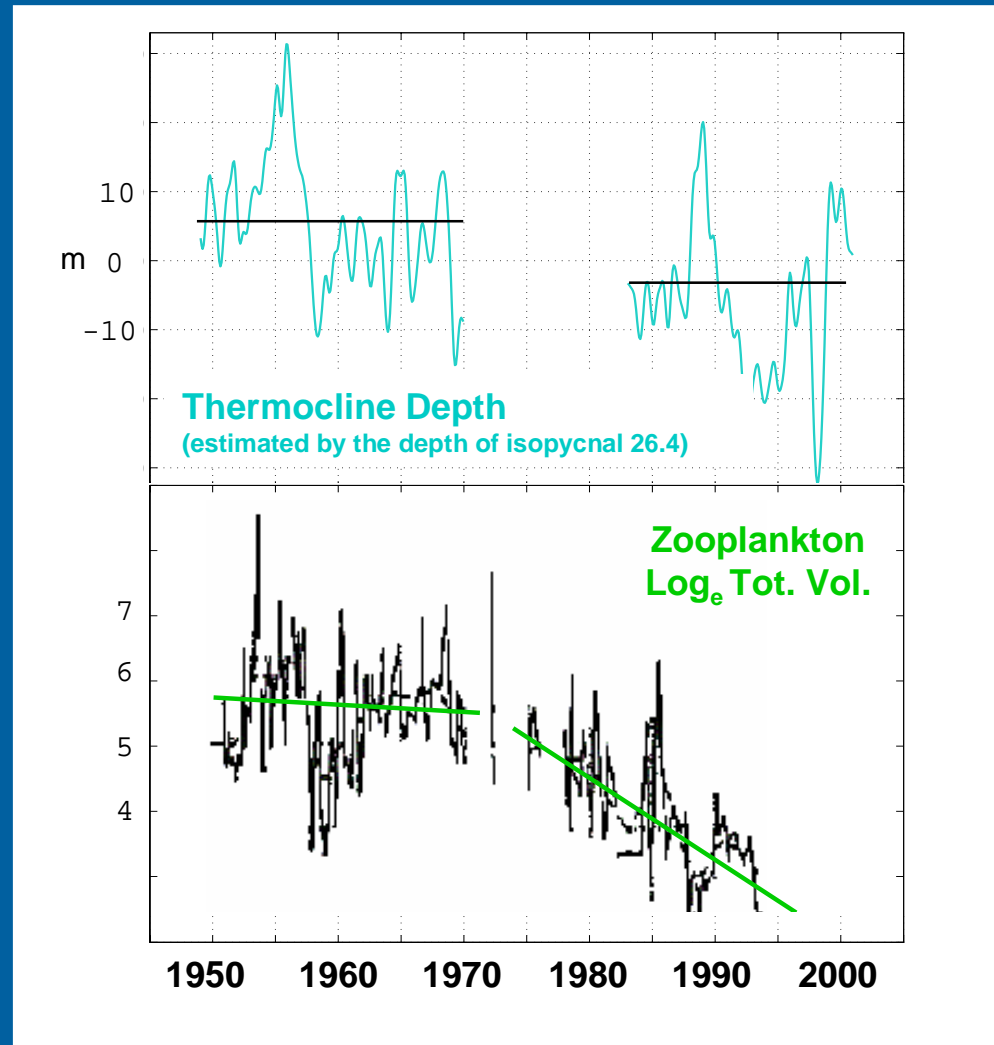 10
m 0
-10
Thermocline Depth
(estimated by the depth of isopycnal 26.4)
Zooplankton
Logₑ Tot. Vol.
7
6
5
4
1950 1960 1970 1980 1990 2000